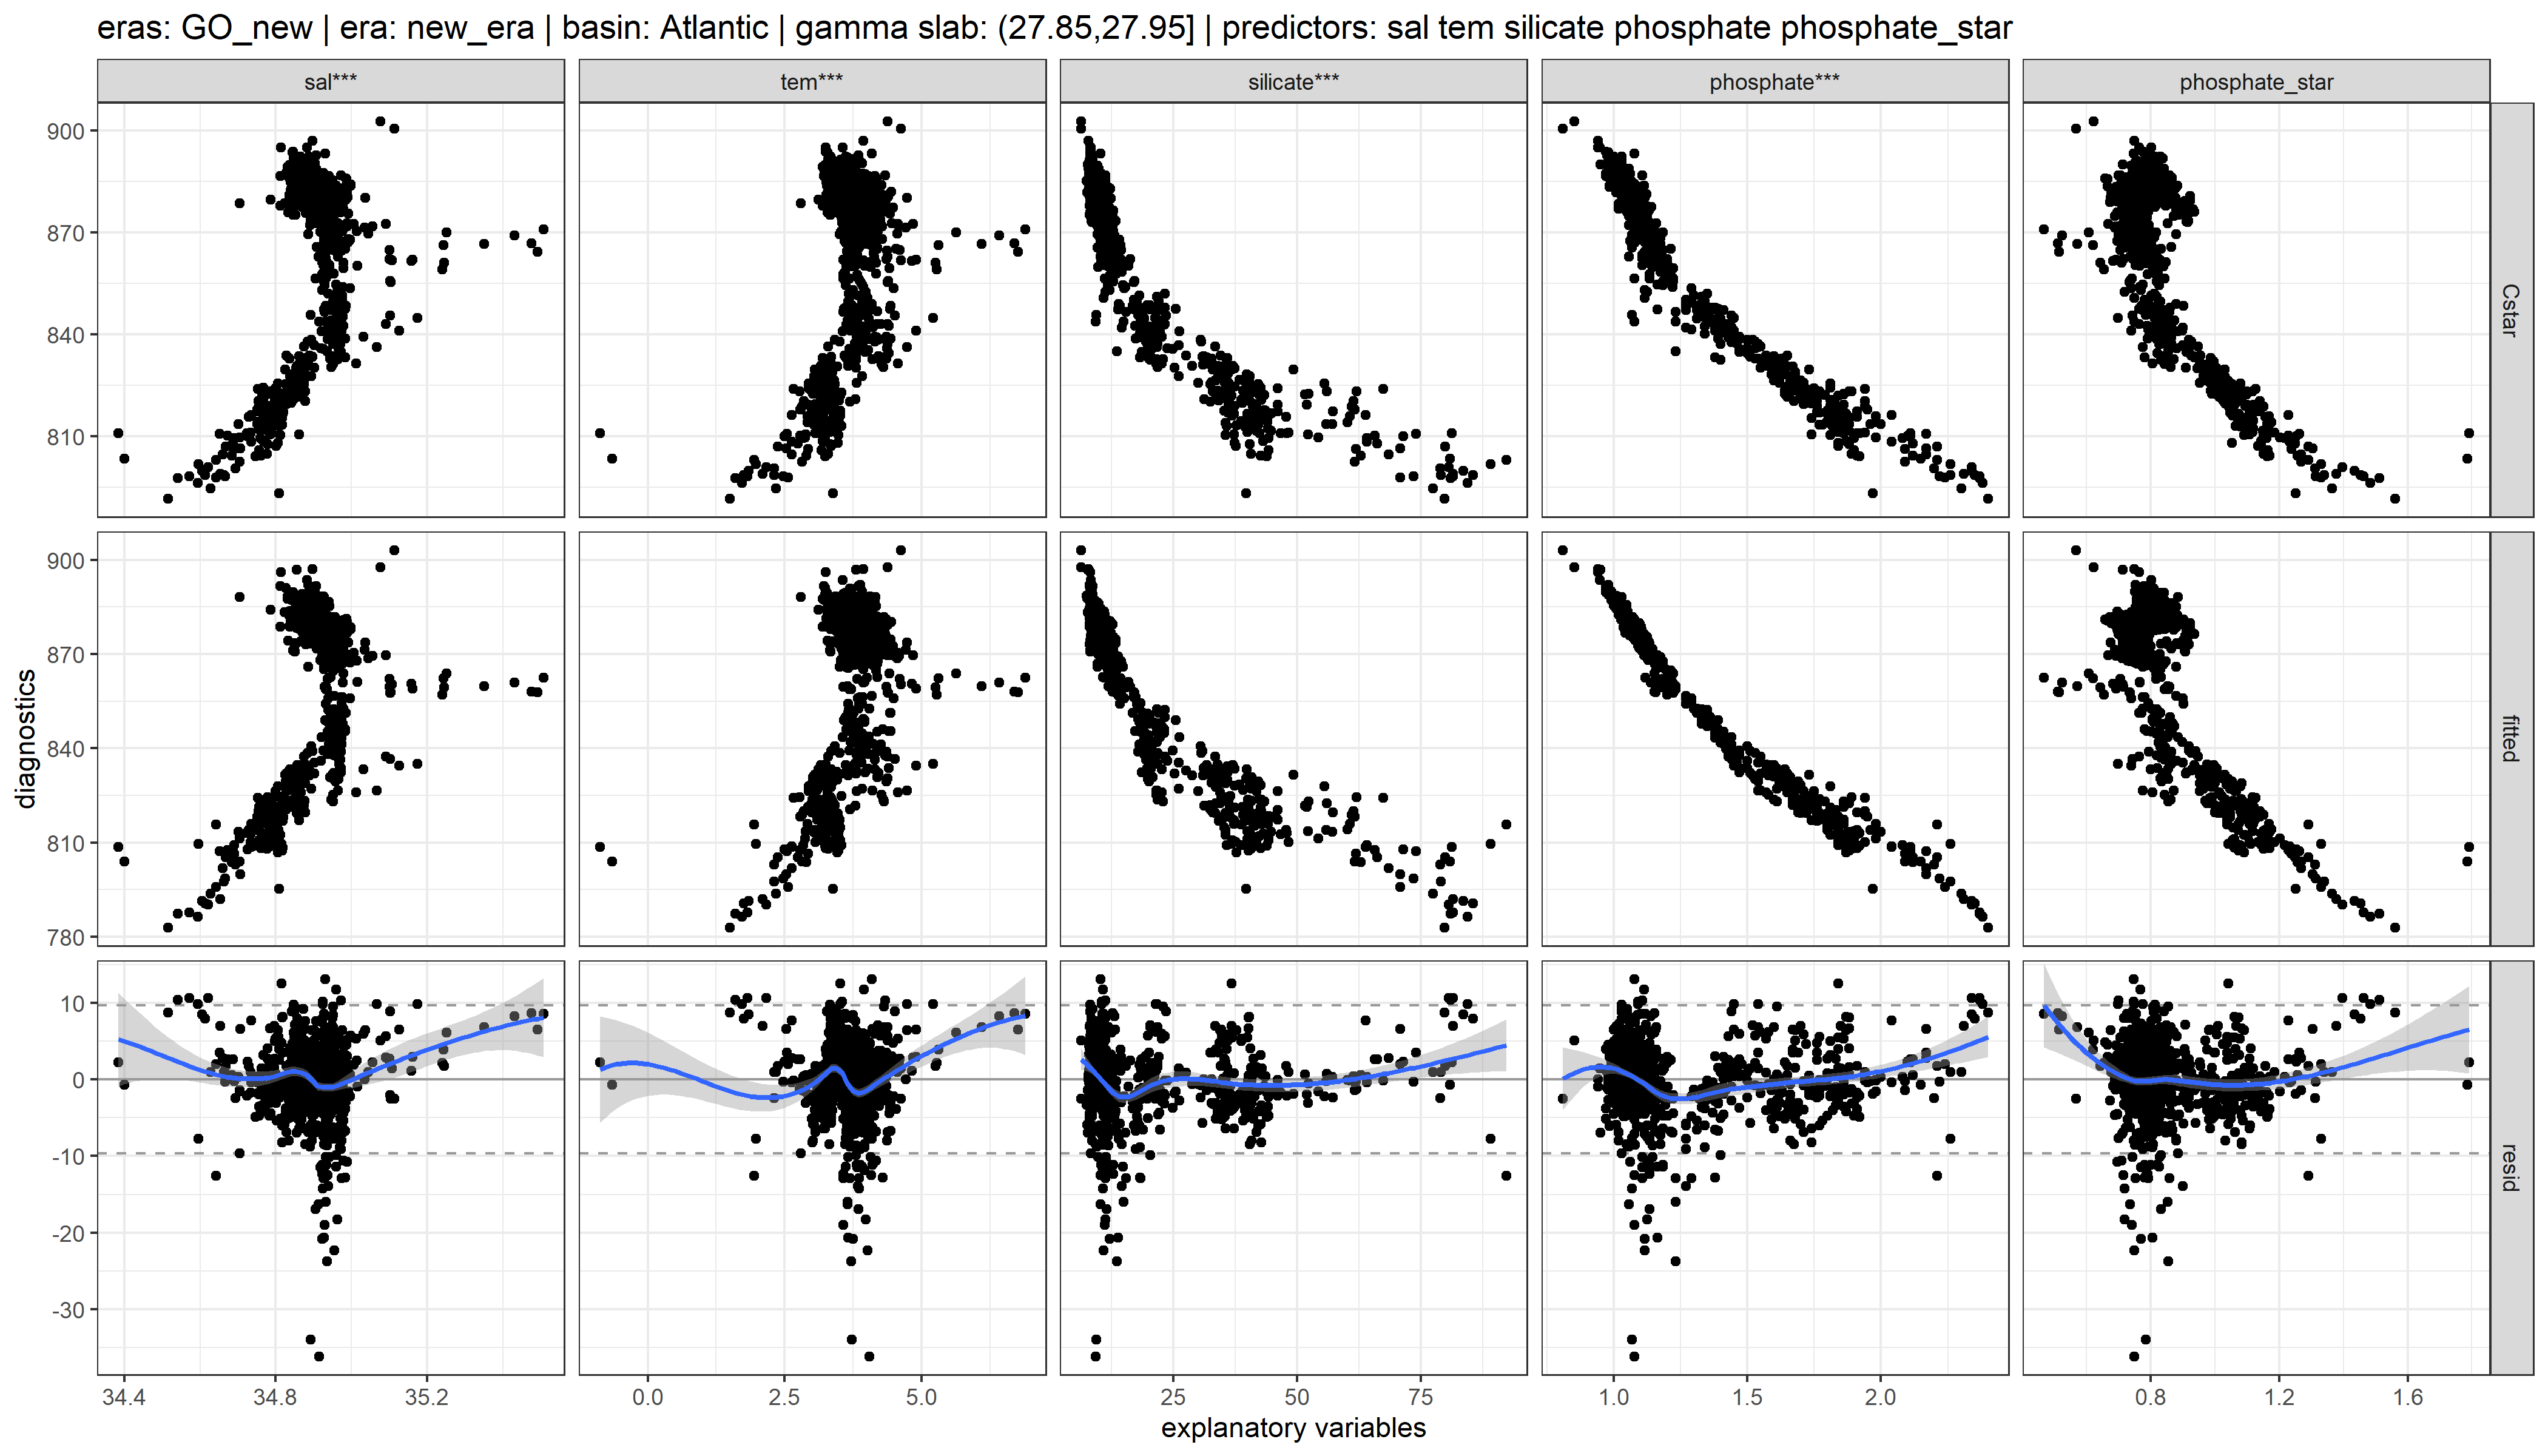 eras: GO_new | era: new_era | basin: Atlantic | gamma slab: (27.85,27.95] | predictors: sal tem silicate phosphate phosphate_star
sal*** tem*** silicate*** phosphate*** phosphate_star
900
870
840
810
Cstar
900
870
840
810
780
fitted
diagnostics
10
0
-10
-20
-30
resid
34.4 34.8 35.2 0.0 2.5 5.0 25 50 75 1.0 1.5 2.0 0.8 1.2 1.6
explanatory variables